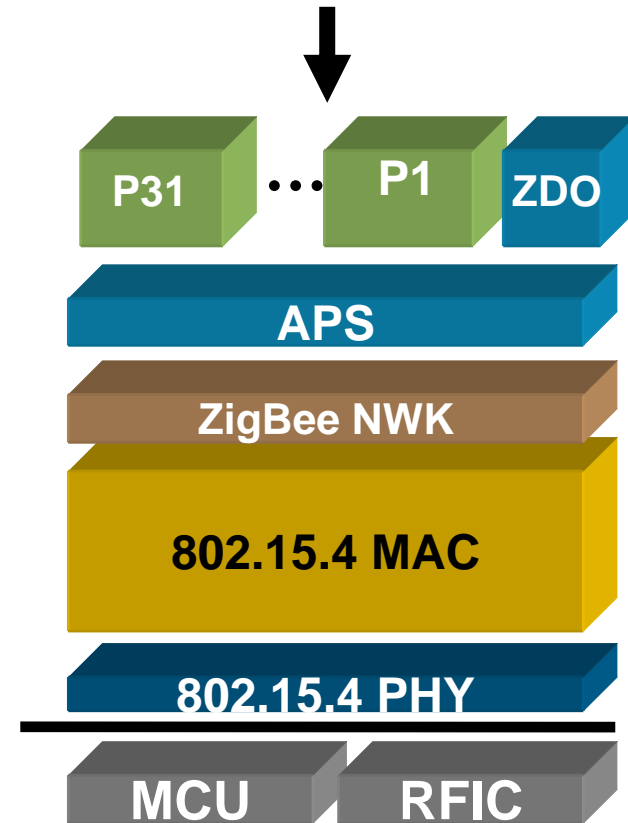 P31 ... P1 ZDO
APS
ZigBee NWK
802.15.4 MAC
802.15.4 PHY
MCU RFIC